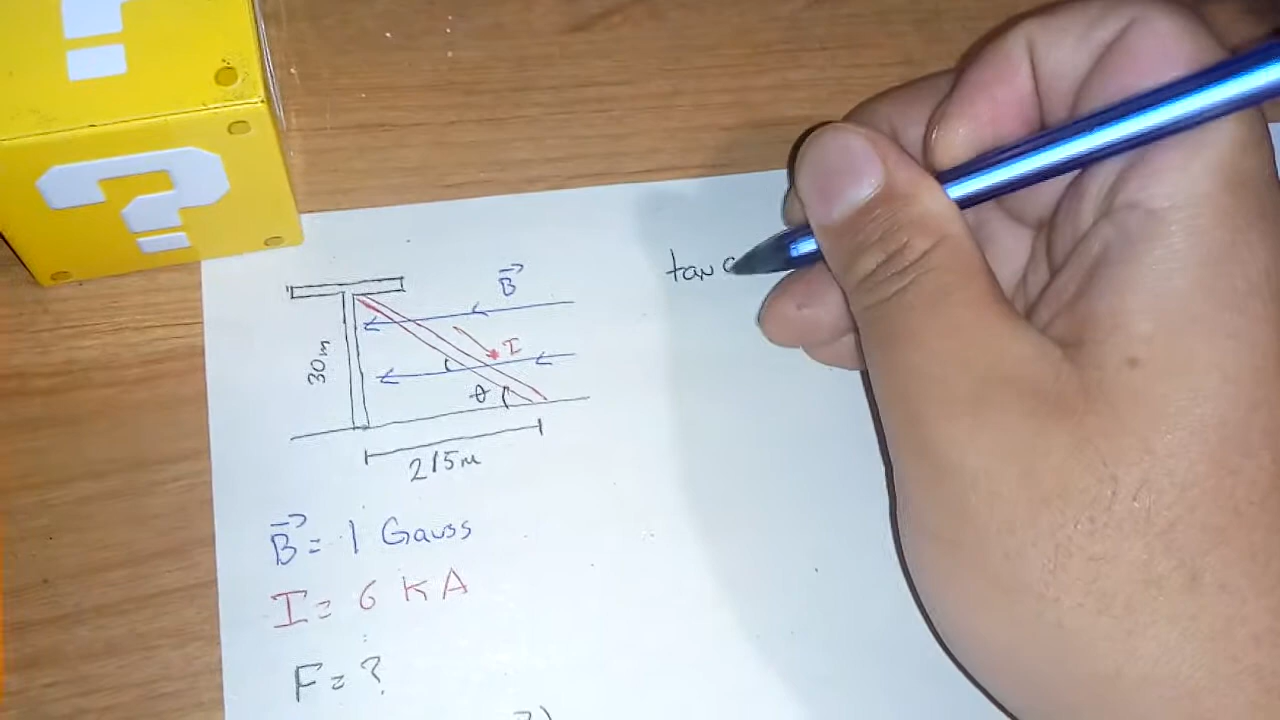 B
I
30m
θ
215m
B = 1 Gauss
I = 6 KA
F = ?
tan